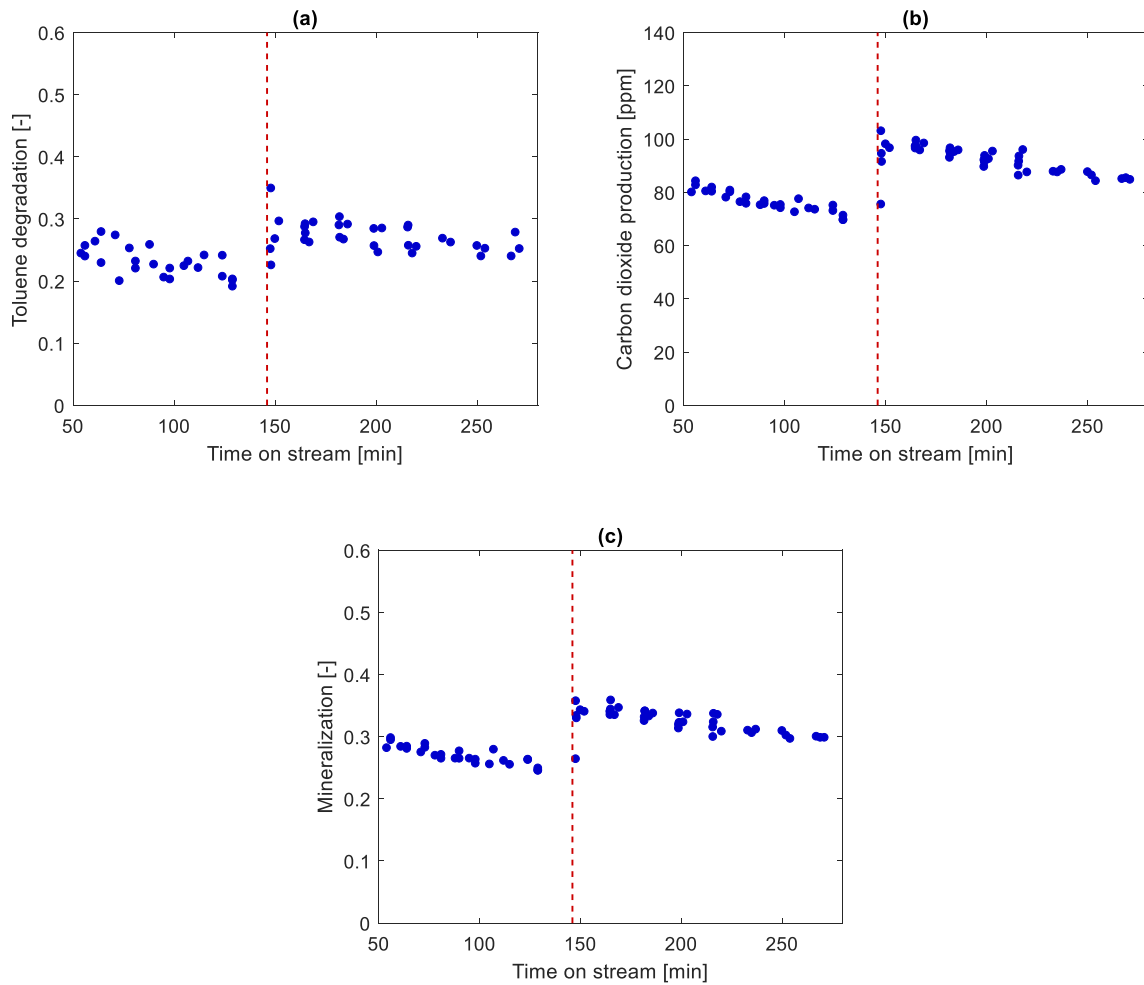 (a)
Toluene degradation [-]
0.6
0.5
0.4
0.3
0.2
0.1
0
50 100 150 200 250
Time on stream [min]
(b)
Carbon dioxide production [ppm]
140
120
100
80
60
40
20
0
50 100 150 200 250
Time on stream [min]
(c)
Mineralization [-]
0.6
0.5
0.4
0.3
0.2
0.1
0
50 100 150 200 250
Time on stream [min]